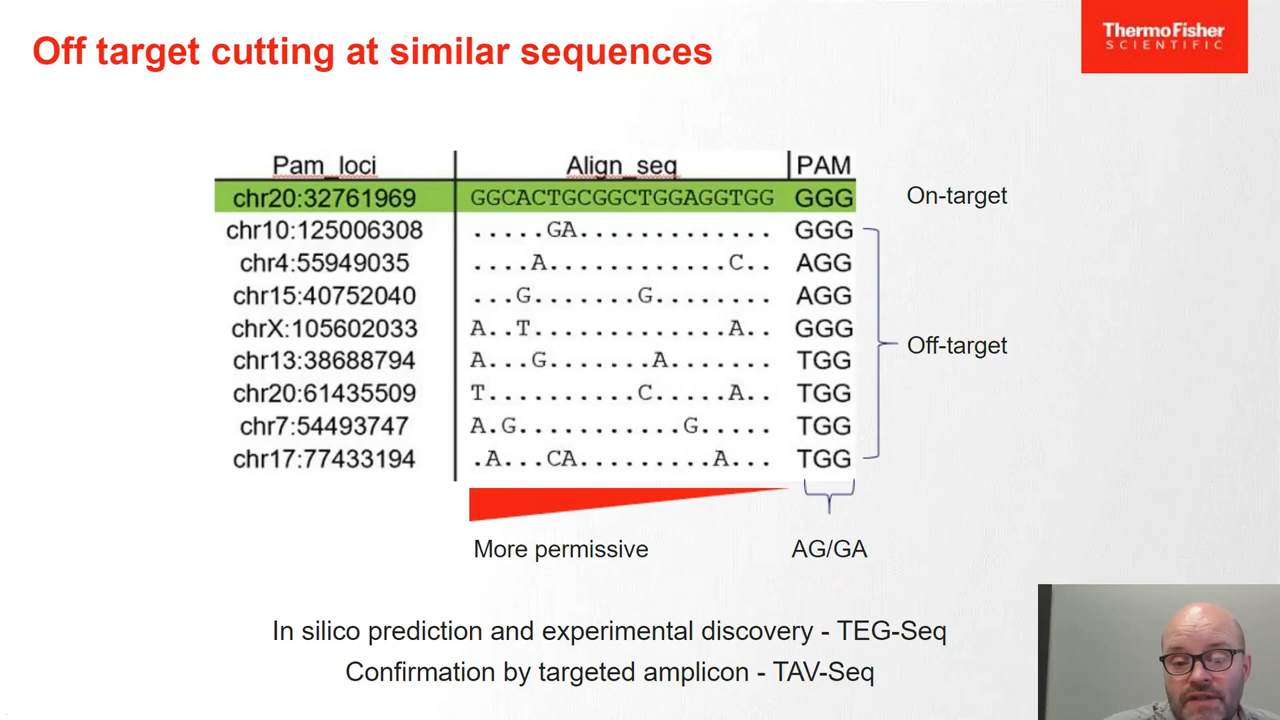 ThermoFisher
SCIENTIFIC
Off target cutting at similar sequences
Pam_loci Align_seq PAM
chr20:32761969 GGCACTGCGGCTGGAGGTGG GGG On-target
chr10:125006308 .....GA............. GGG
chr4:55949035 ....A............C.. AGG
chr15:40752040 ...G.......G........ AGG
chrX:105602033 A..T.............A.. GGG
Off-target
chr13:38688794 A...G.......A....... TGG
chr20:61435509 T..........C.....A.. TGG
chr7:54493747 A.G...........G..... TGG
chr17:77433194 .A...CA.........A... TGG
More permissive AG/GA
In silico prediction and experimental discovery - TEG-Seq
Confirmation by targeted amplicon - TAV-Seq